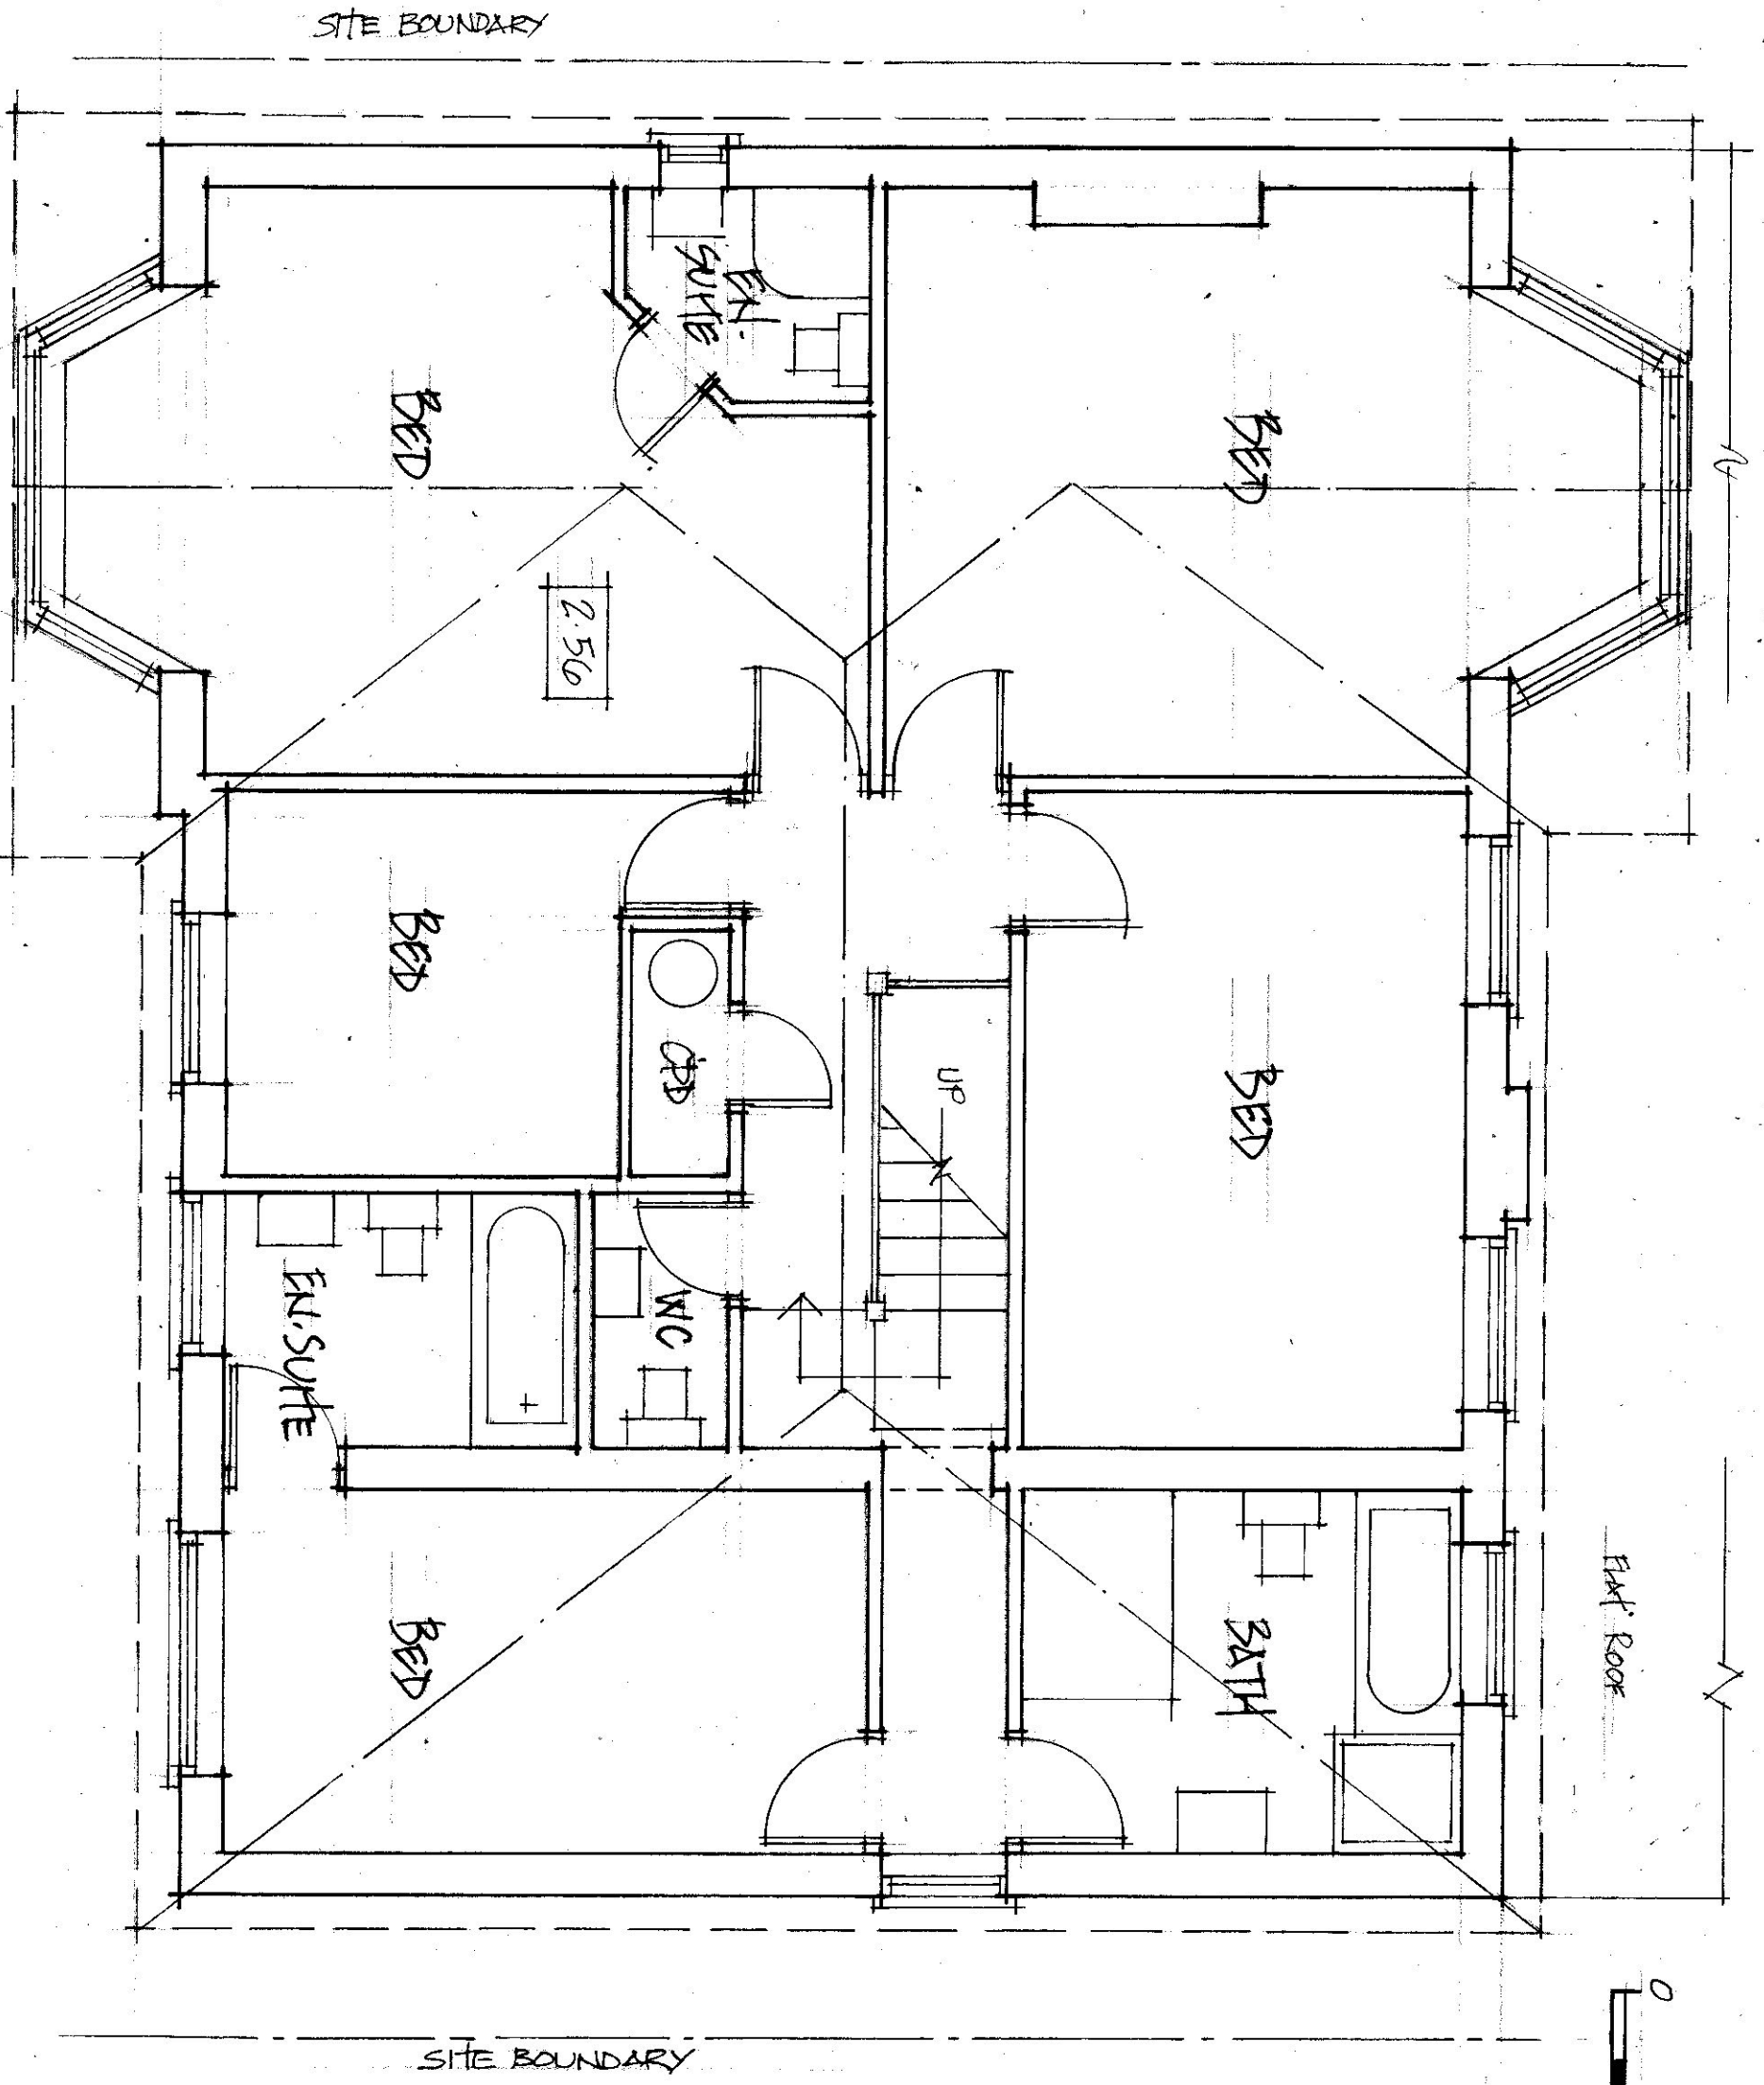 SITE BOUNDARY
EN.
SUITE
BED
BED
2.56
BED
CPD
UP
BED
EN.SUITE
WC
BED
BATH
FLAT ROOF
0
SITE BOUNDARY